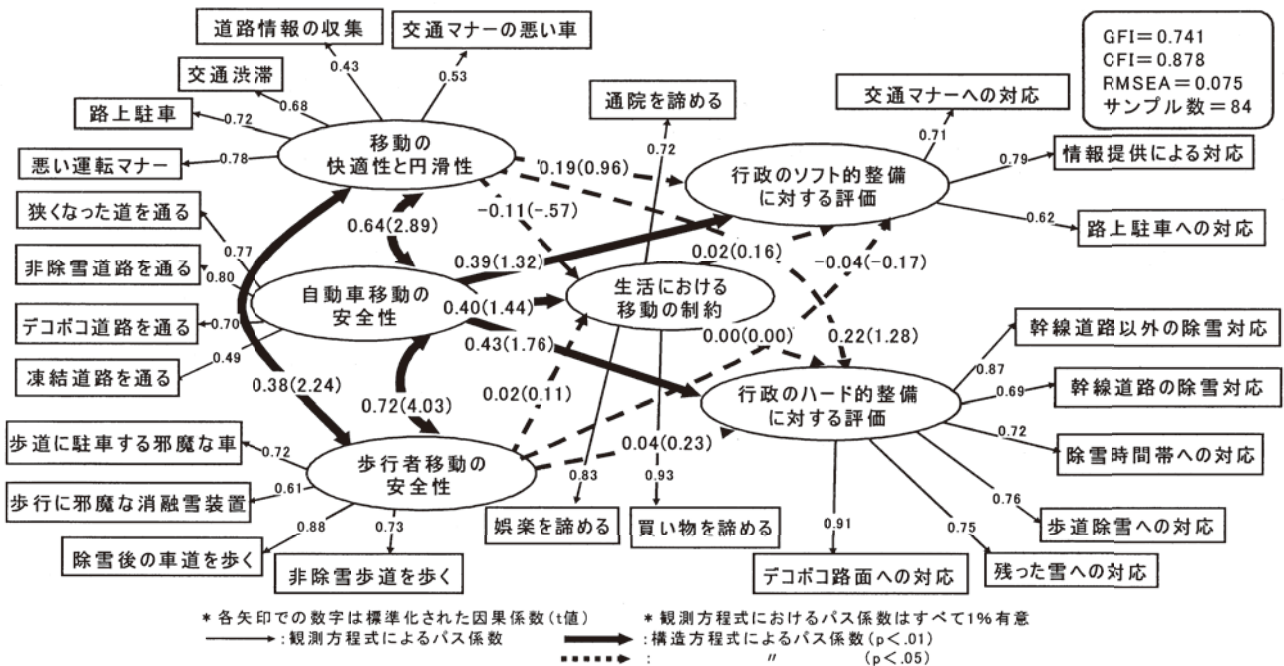 道路情報の収集
交通マナーの悪い車
0.43
0.53
交通渋滞
0.68
路上駐車
0.72
悪い運転マナー
0.78
移動の
快適性と円滑性
狭くなった道を通る
0.77
非除雪道路を通る
0.80
デコボコ道路を通る
0.70
凍結道路を通る
0.49
自動車移動の
安全性
0.64(2.89)
0.38(2.24)
0.72(4.03)
歩道に駐車する邪魔な車
0.72
歩行に邪魔な消融雪装置
0.61
除雪後の車道を歩く
0.88
非除雪歩道を歩く
0.73
歩行者移動の
安全性
通院を諦める
0.72
0.19(0.96)
-0.11(-.57)
0.39(1.32)
0.40(1.44)
0.43(1.76)
0.02(0.11)
0.04(0.23)
0.02(0.16)
-0.04(-0.17)
0.00(0.00)
0.22(1.28)
生活における
移動の制約
0.83
0.93
娯楽を諦める
買い物を諦める
GFI=0.741
CFI=0.878
RMSEA=0.075
サンプル数=84
交通マナーへの対応
0.71
情報提供による対応
0.79
路上駐車への対応
0.62
行政のソフト的整備
に対する評価
行政のハード的整備
に対する評価
幹線道路以外の除雪対応
0.87
幹線道路の除雪対応
0.69
除雪時間帯への対応
0.72
歩道除雪への対応
0.76
残った雪への対応
0.75
デコボコ路面への対応
0.91
*各矢印での数字は標準化された因果係数(t値)
*観測方程式におけるパス係数はすべて1%有意
:観測方程式によるパス係数
:構造方程式によるパス係数(p<.01)
: 〃 (p<.05)